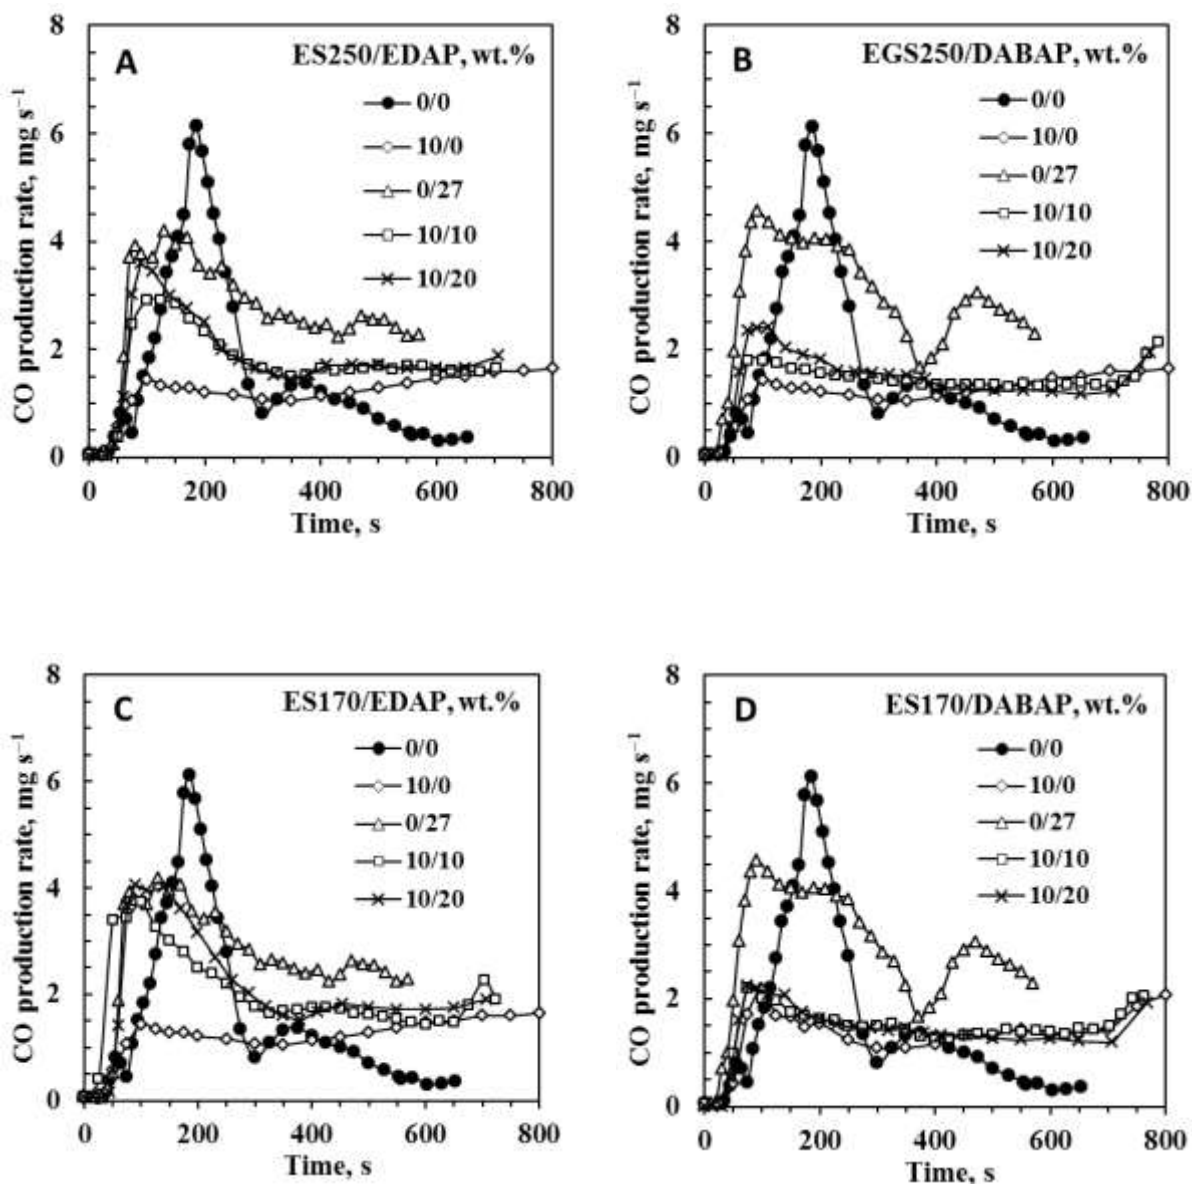 A
ES250/EDAP, wt.%
0/0
10/0
0/27
10/10
10/20
CO production rate, mg s⁻¹
8
6
4
2
0
0 200 400 600 800
Time, s
B
EGS250/DABAP, wt.%
0/0
10/0
0/27
10/10
10/20
CO production rate, mg s⁻¹
8
6
4
2
0
0 200 400 600 800
Time, s
C
ES170/EDAP, wt.%
0/0
10/0
0/27
10/10
10/20
CO production rate, mg s⁻¹
8
6
4
2
0
0 200 400 600 800
Time, s
D
ES170/DABAP, wt.%
0/0
10/0
0/27
10/10
10/20
CO production rate, mg s⁻¹
8
6
4
2
0
0 200 400 600 800
Time, s